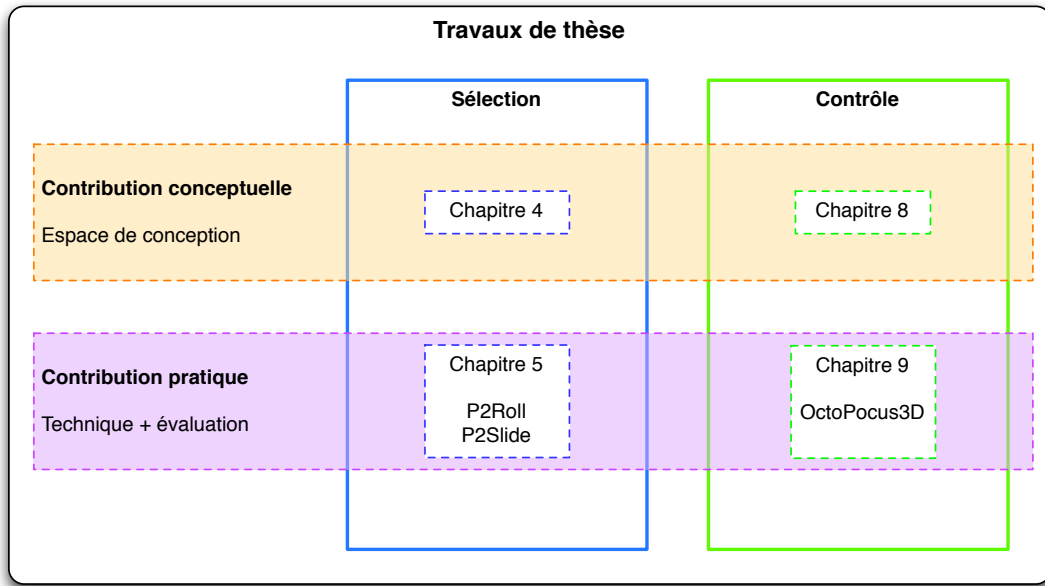 Travaux de thèse
Sélection
Contrôle
Contribution conceptuelle
Espace de conception
Chapitre 4
Chapitre 8
Contribution pratique
Technique + évaluation
Chapitre 5
P2Roll
P2Slide
Chapitre 9
OctoPocus3D